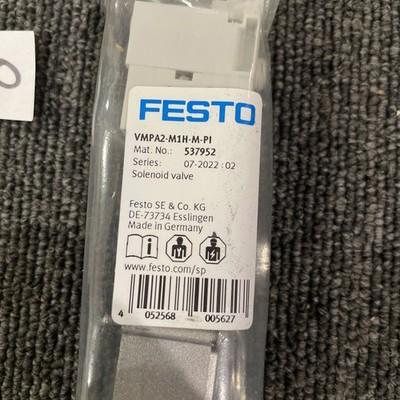 FESTO
VMPA2-M1H-M-PI
Mat. No.: 537952
Series: 07-2022 : 02
Solenoid valve
Festo SE & Co. KG
DE-73734 Esslingen
Made in Germany
i
www.festo.com/sp
4 052568 005627